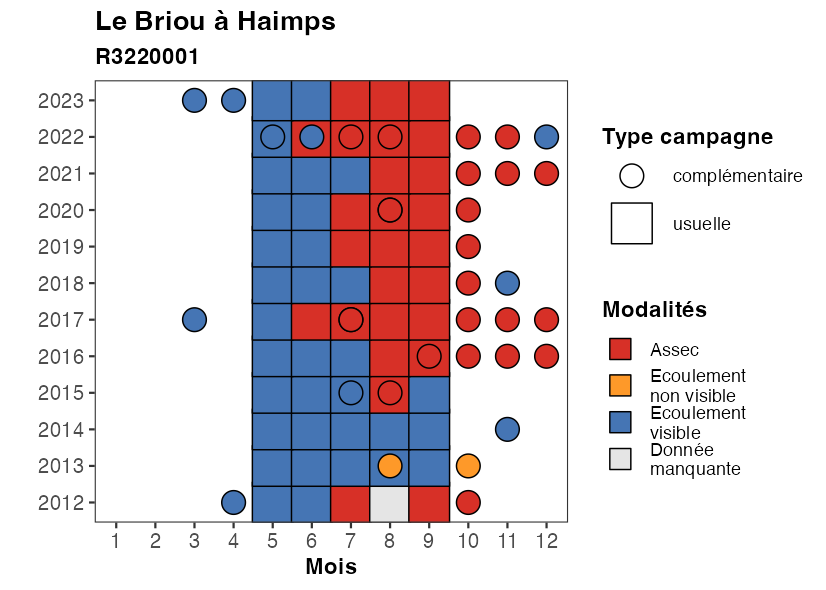 Le Briou à Haimps
R3220001
2023
2022
2021
2020
2019
2018
2017
2016
2015
2014
2013
2012
1 2 3 4 5 6 7 8 9 10 11 12
Mois
Type campagne
complémentaire
usuelle
Modalités
Assec
Ecoulement
non visible
Ecoulement
visible
Donnée
manquante